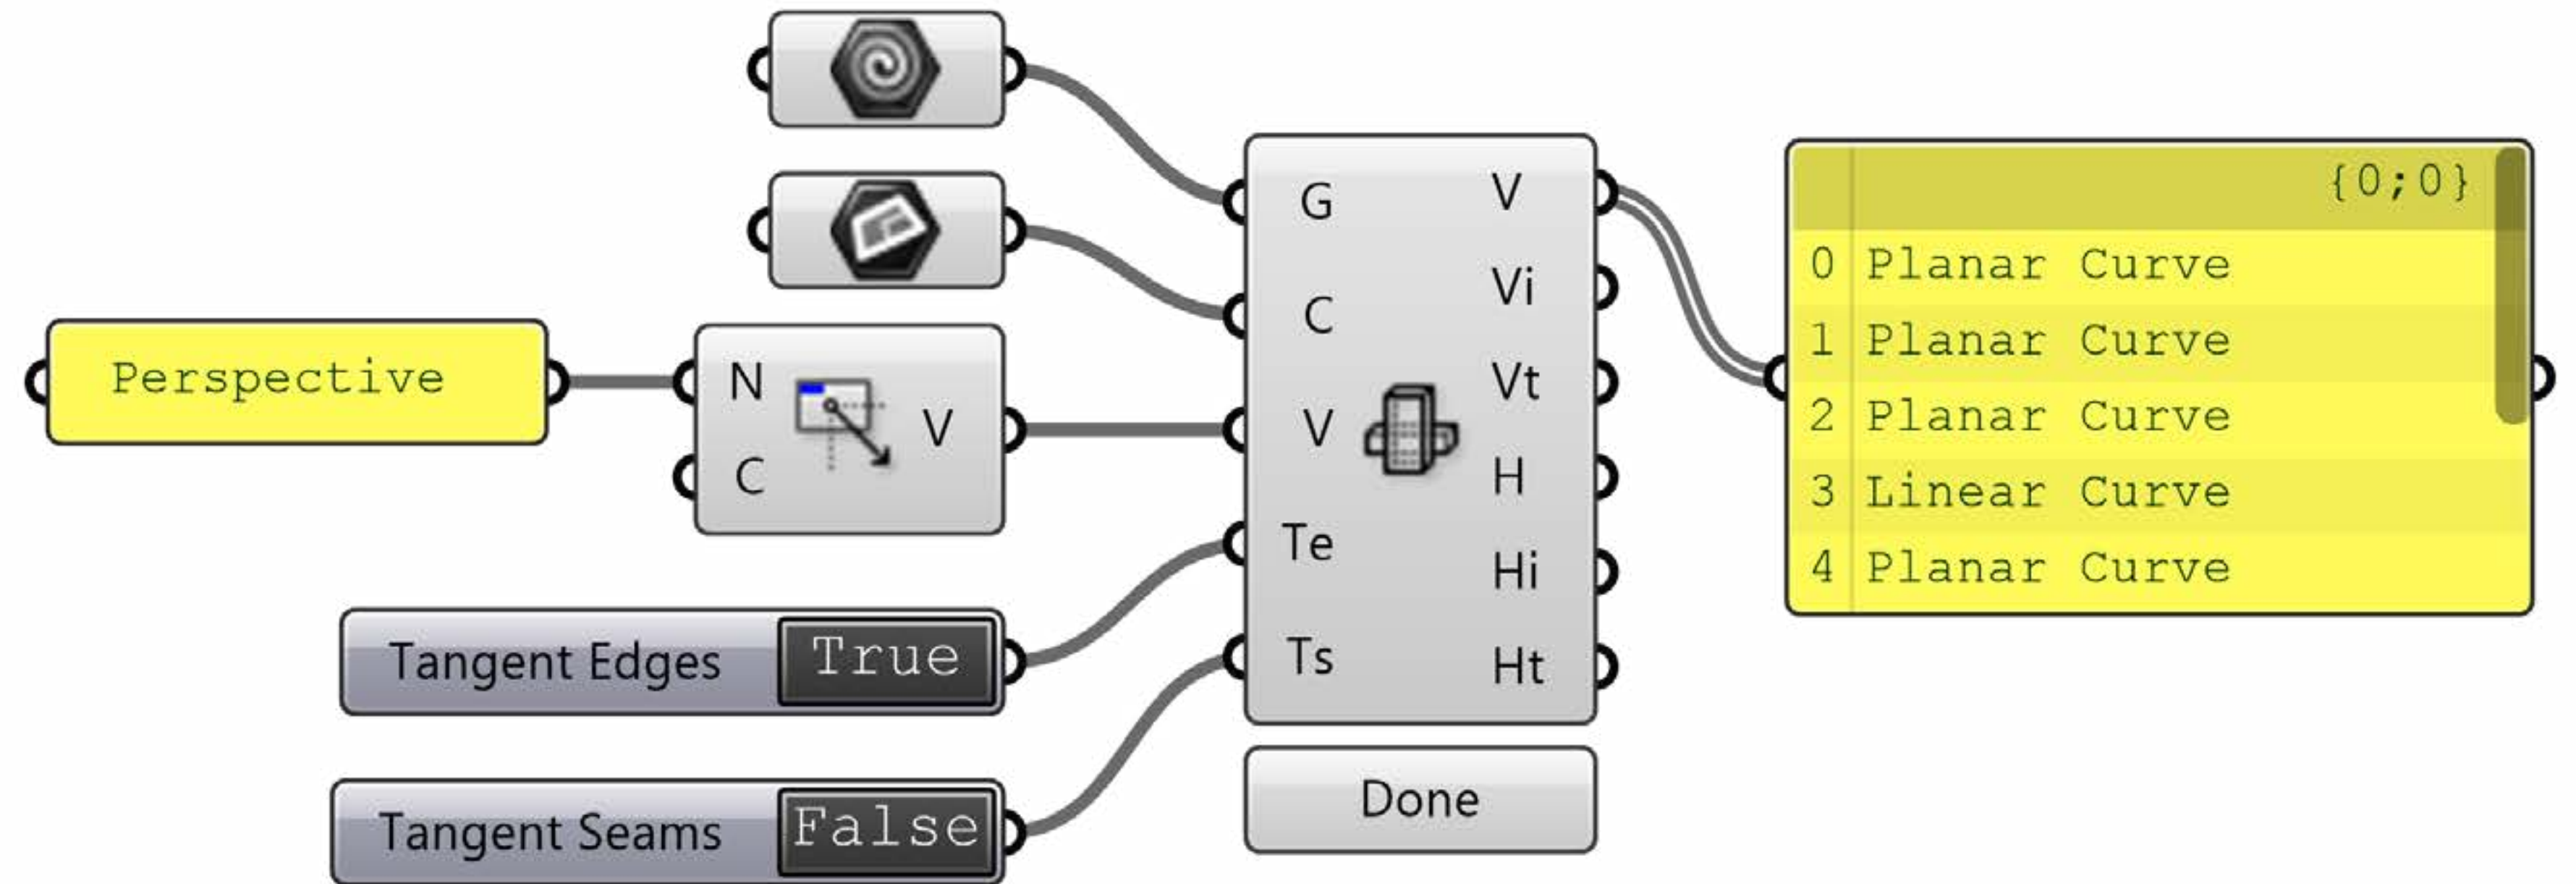 Perspective
N
C
V
Tangent Edges
True
Tangent Seams
False
G
C
V
Te
Ts
V
Vi
Vt
H
Hi
Ht
Done
{0;0}
0 Planar Curve
1 Planar Curve
2 Planar Curve
3 Linear Curve
4 Planar Curve